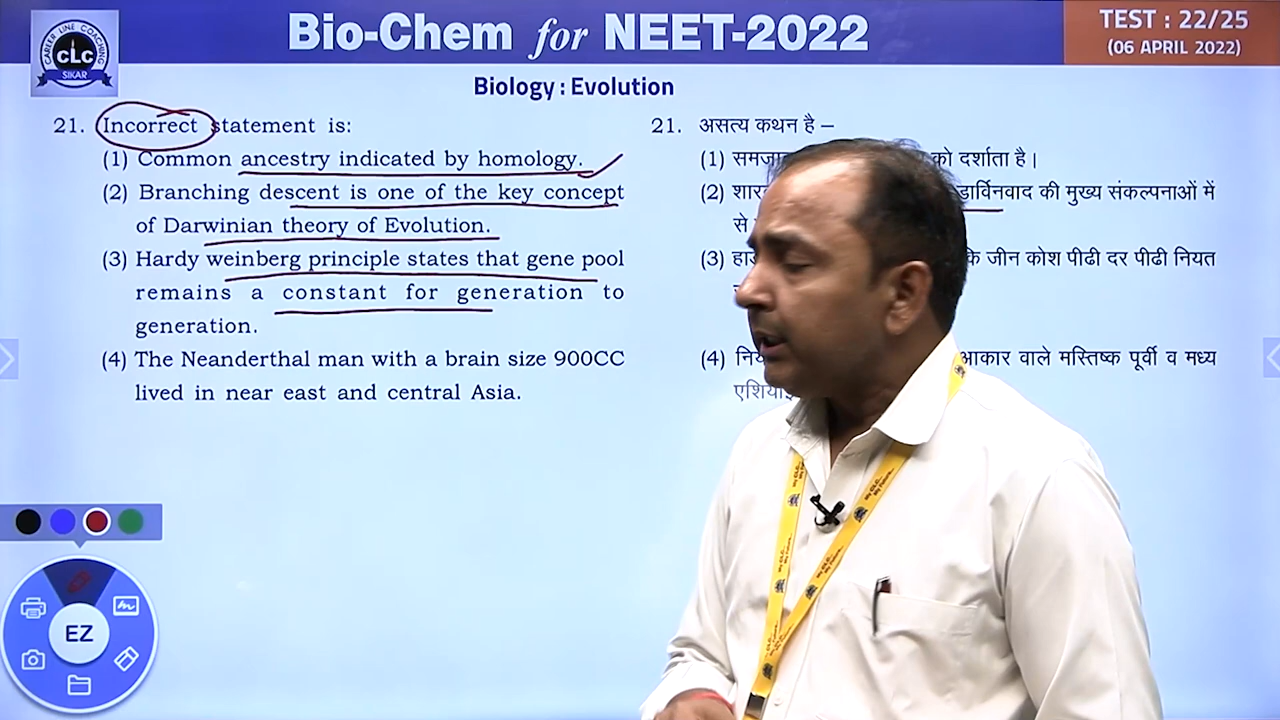 CAREER LINE COACHING
CLC
SIKAR
Bio-Chem for NEET-2022
TEST : 22/25
(06 APRIL 2022)
Biology : Evolution
21. Incorrect statement is:
(1) Common ancestry indicated by homology.
(2) Branching descent is one of the key concept
of Darwinian theory of Evolution.
(3) Hardy weinberg principle states that gene pool
remains a constant for generation to
generation.
(4) The Neanderthal man with a brain size 900CC
lived in near east and central Asia.
21. असत्य कथन है –
(1) को दर्शाता है।
(2) डार्विनवाद की मुख्य संकल्पनाओं में
से
(3) जीन कोश पीढी दर पीढी नियत
(4) आकार वाले मस्तिष्क पूर्वी व मध्य
EZ